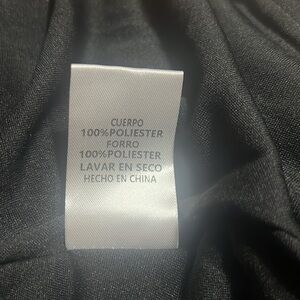 CUERPO
100%POLIESTER
FORRO
100%POLIESTER
LAVAR EN SECO
HECHO EN CHINA